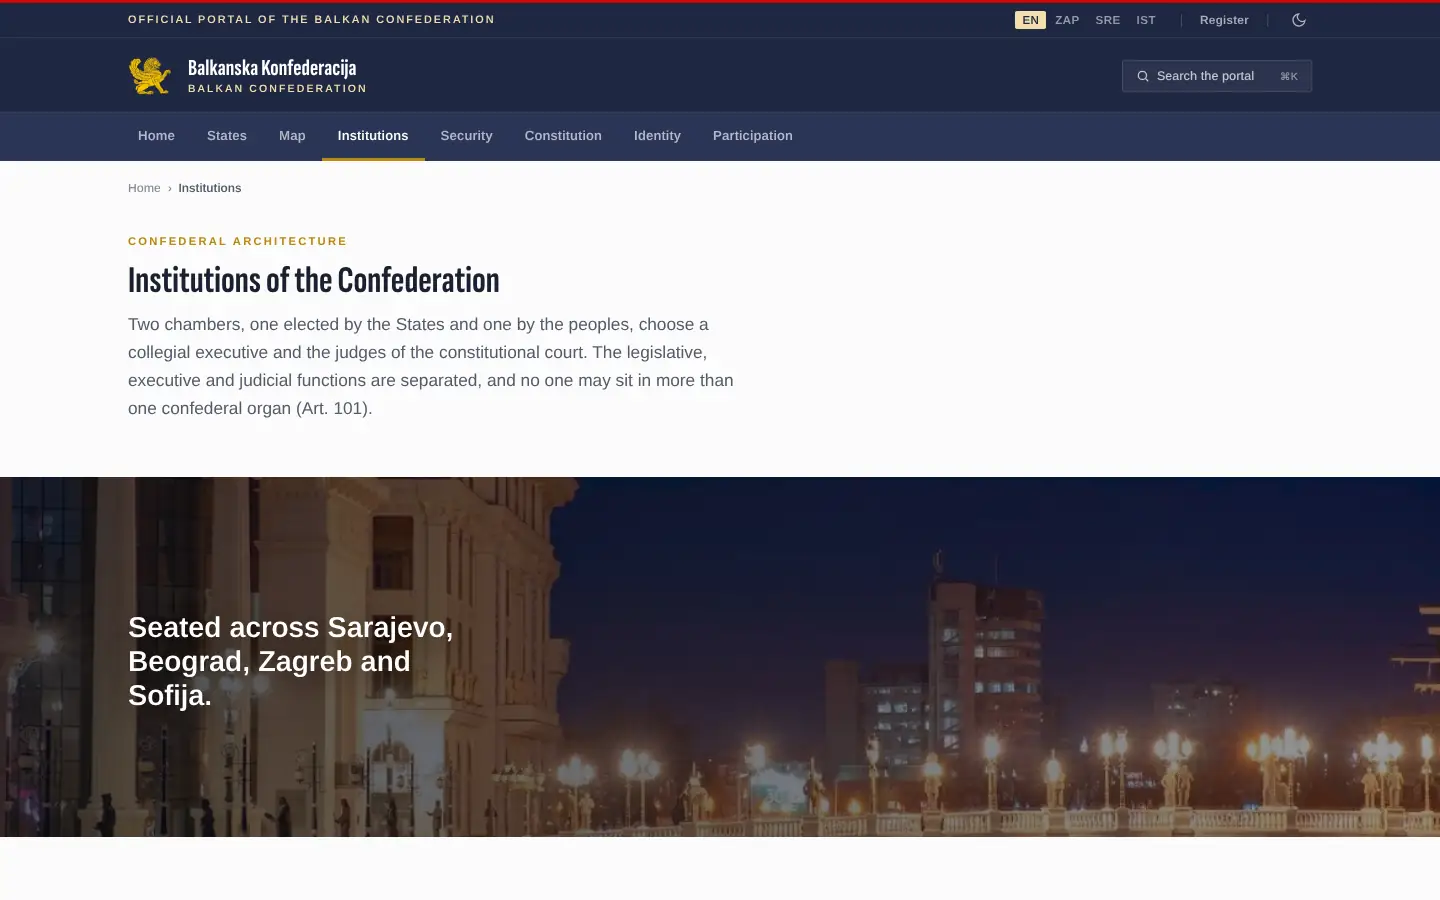 OFFICIAL PORTAL OF THE BALKAN CONFEDERATION
EN ZAP SRE IST Register
Balkanska Konfederacija
BALKAN CONFEDERATION
Search the portal ⌘K
Home States Map Institutions Security Constitution Identity Participation
Home › Institutions
CONFEDERAL ARCHITECTURE
Institutions of the Confederation
Two chambers, one elected by the States and one by the peoples, choose a
collegial executive and the judges of the constitutional court. The legislative,
executive and judicial functions are separated, and no one may sit in more than
one confederal organ (Art. 101).
Seated across Sarajevo,
Beograd, Zagreb and
Sofija.